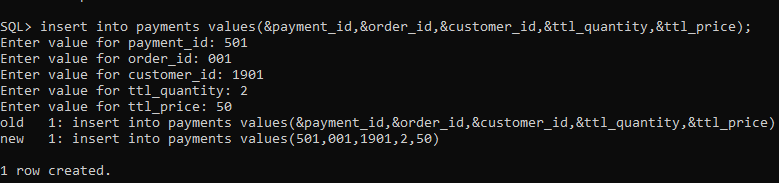 SQL> insert into payments values(&payment_id,&order_id,&customer_id,&ttl_quantity,&ttl_price);
Enter value for payment_id: 501
Enter value for order_id: 001
Enter value for customer_id: 1901
Enter value for ttl_quantity: 2
Enter value for ttl_price: 50
old   1: insert into payments values(&payment_id,&order_id,&customer_id,&ttl_quantity,&ttl_price)
new   1: insert into payments values(501,001,1901,2,50)
1 row created.